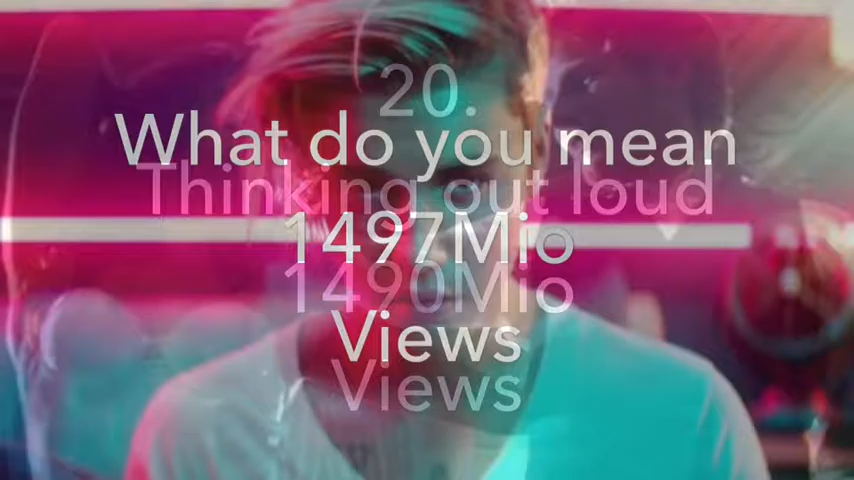 20.
What do you mean
Thinking out loud
1497Mio
1490Mio
Views
Views